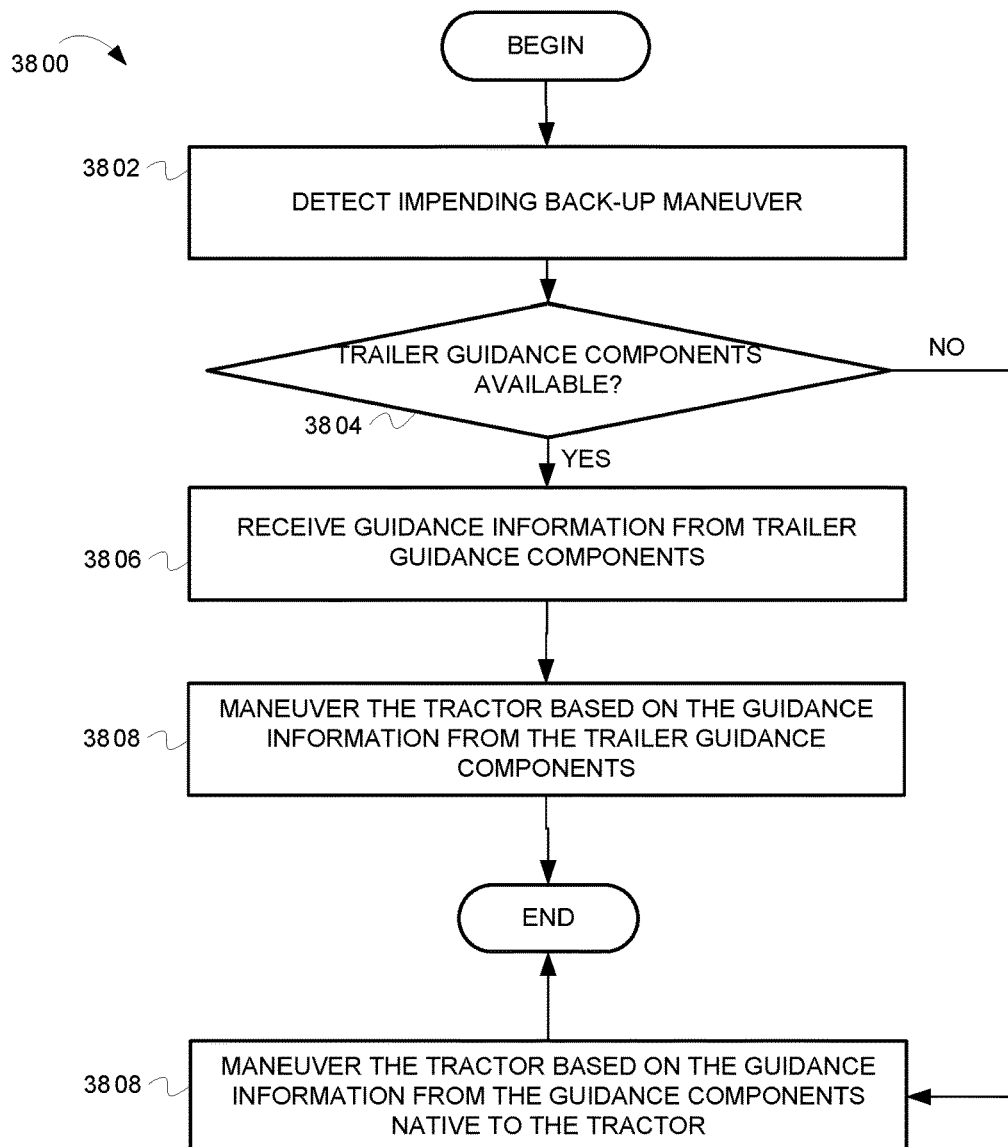 3800
BEGIN
3802
DETECT IMPENDING BACK-UP MANEUVER
TRAILER GUIDANCE COMPONENTS
AVAILABLE?
NO
3804
YES
RECEIVE GUIDANCE INFORMATION FROM TRAILER
GUIDANCE COMPONENTS
3806
MANEUVER THE TRACTOR BASED ON THE GUIDANCE
INFORMATION FROM THE TRAILER GUIDANCE
COMPONENTS
3808
END
MANEUVER THE TRACTOR BASED ON THE GUIDANCE
INFORMATION FROM THE GUIDANCE COMPONENTS
NATIVE TO THE TRACTOR
3808